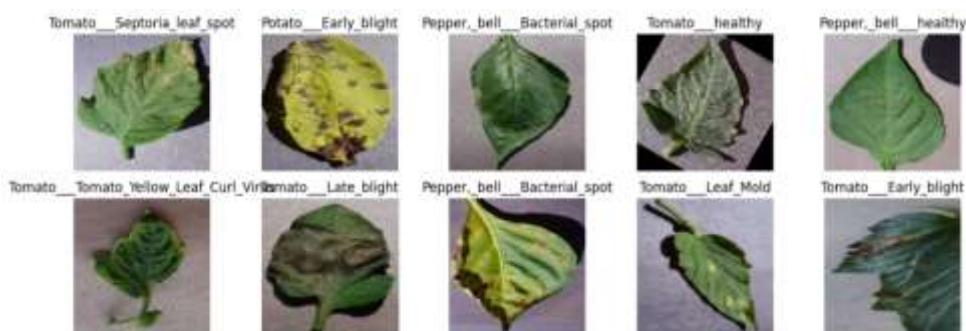 Tomato___Septoria_leaf_spot
Potato___Early_blight
Pepper,_bell___Bacterial_spot
Tomato___healthy
Pepper,_bell___healthy
Tomato___Tomato_Yellow_Leaf_Curl_Virus
Tomato___Late_blight
Pepper,_bell___Bacterial_spot
Tomato___Leaf_Mold
Tomato___Early_blight